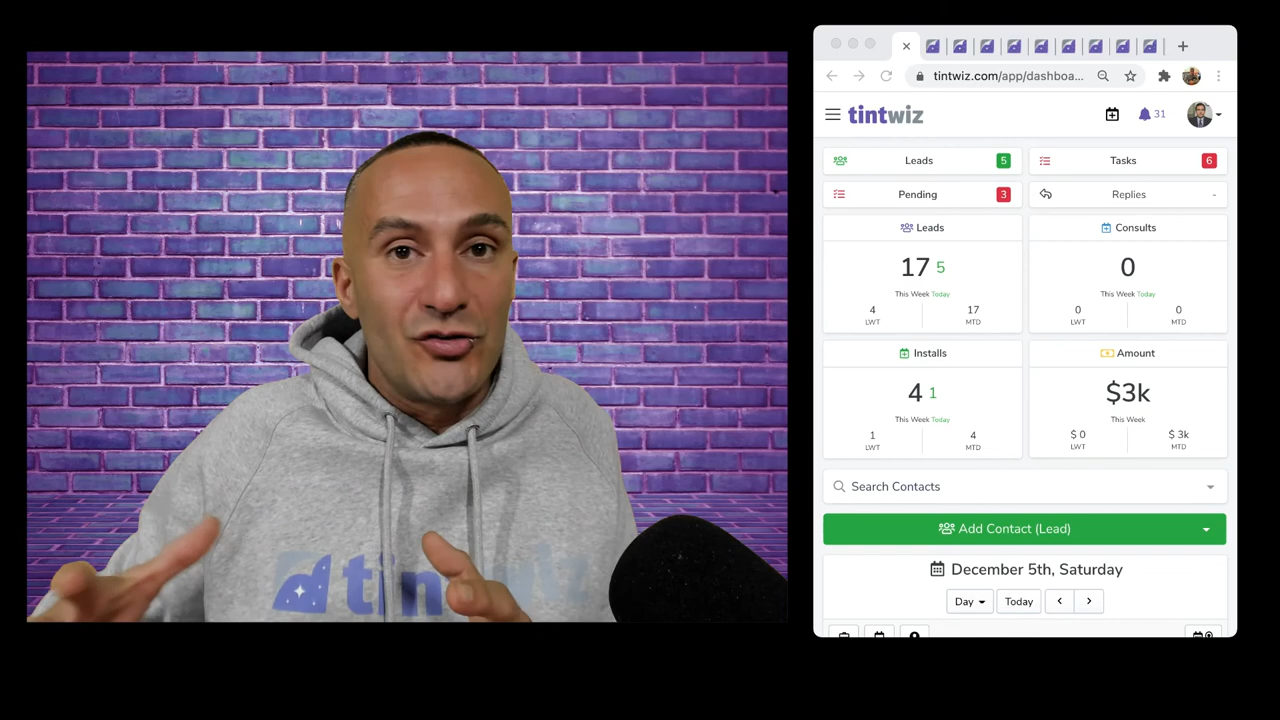 tintwiz
tintwiz.com/app/dashboa...
tintwiz
31
Leads 5
Tasks 6
Pending 3
Replies -
Leads
17 5
This Week Today
4 17
LWT MTD
Consults
0
This Week Today
0 0
LWT MTD
Installs
4 1
This Week Today
1 4
LWT MTD
Amount
$3k
This Week
$ 0 $ 3k
LWT MTD
Search Contacts
Add Contact (Lead)
December 5th, Saturday
Day Today